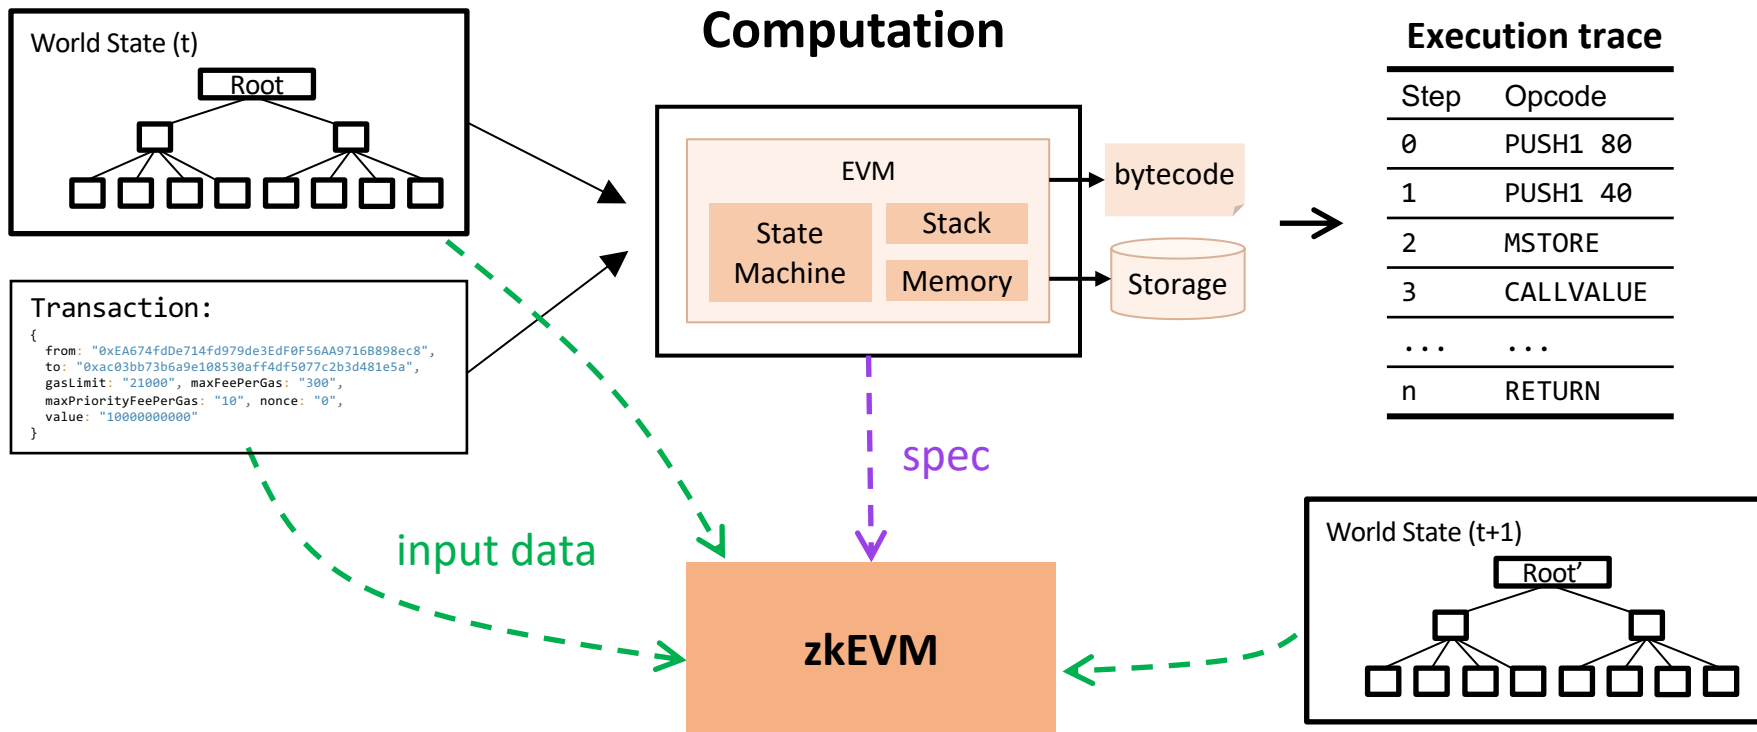 World State (t)
Root
Transaction:
{
from: "0xEA674fdDe714fd979de3EdF0F56AA9716B898ec8",
to: "0xac03bb73b6a9e108530aff4df5077c2b3d481e5a",
gasLimit: "21000", maxFeePerGas: "300",
maxPriorityFeePerGas: "10", nonce: "0",
value: "10000000000"
}
Computation
EVM
State
Machine
Stack
Memory
bytecode
Storage
Execution trace
Step Opcode
0 PUSH1 80
1 PUSH1 40
2 MSTORE
3 CALLVALUE
... ...
n RETURN
spec
input data
zkEVM
World State (t+1)
Root’